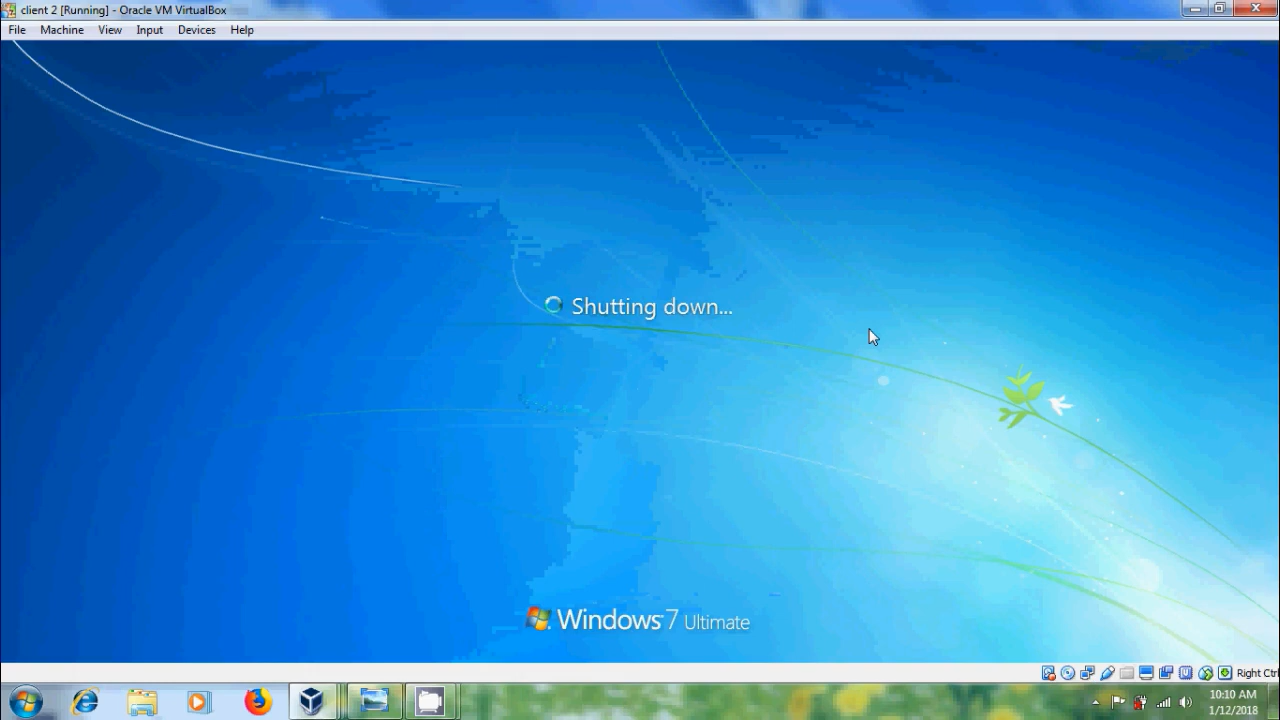 client 2 [Running] - Oracle VM VirtualBox
File Machine View Input Devices Help
Shutting down...
Windows 7 Ultimate
Right Ctrl
10:10 AM
1/12/2018